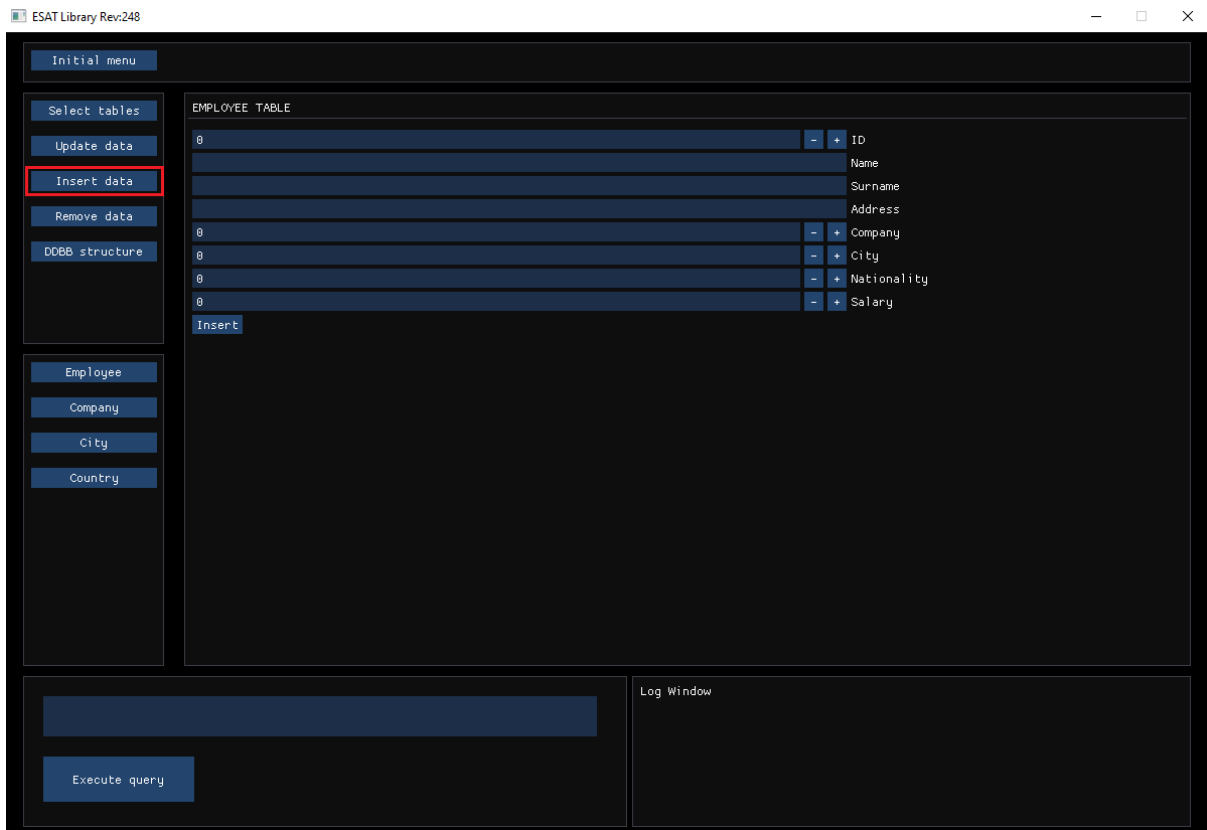 ESAT Library Rev:248
Initial menu
Select tables
Update data
Insert data
Remove data
DDBB structure
Employee
Company
City
Country
EMPLOYEE TABLE
0 - + ID
Name
Surname
Address
0 - + Company
0 - + City
0 - + Nationality
0 - + Salary
Insert
Execute query
Log Window